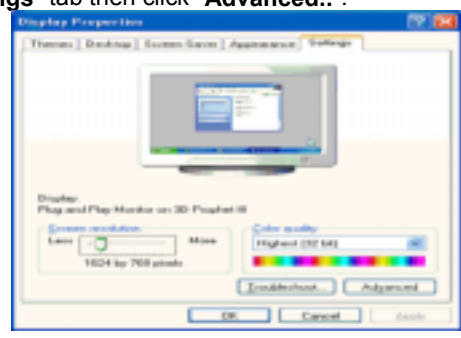 ngs" tab then click "Advanced..".
Display Properties
Themes Desktop Screen Saver Appearance Settings
Display:
Plug and Play Monitor on 3D Prophet III
Screen resolution
Less More
1024 by 768 pixels
Color quality
Highest (32 bit)
Troubleshoot... Advanced
OK Cancel Apply